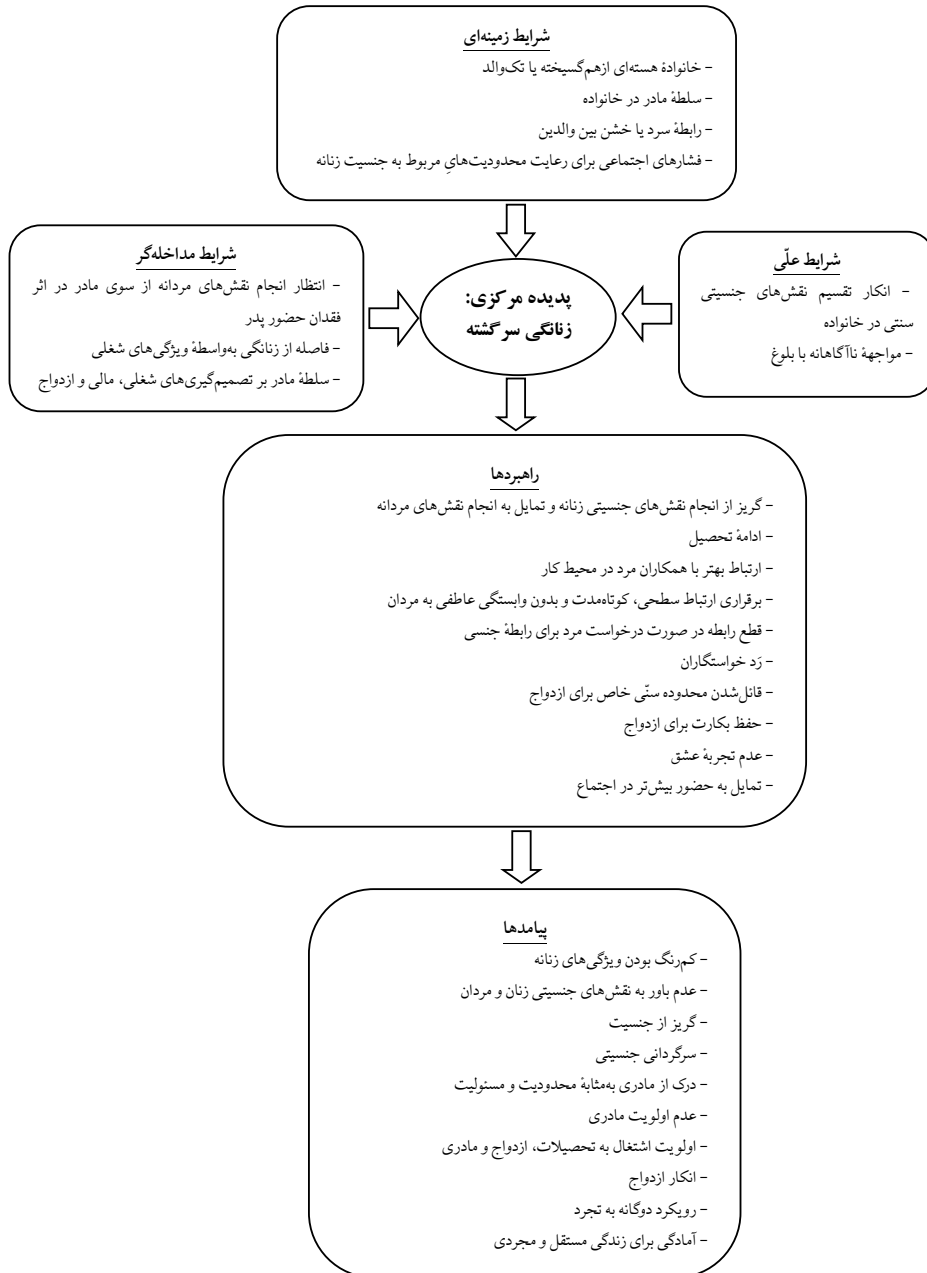 شرایط زمینه‌ای
- خانوادهٔ هسته‌ای ازهم‌گسیخته یا تک‌والد
- سلطهٔ مادر در خانواده
- رابطهٔ سرد یا خشن بین والدین
- فشارهای اجتماعی برای رعایت محدودیت‌هایِ مربوط به جنسیت زنانه
شرایط علّی
- انکار تقسیم نقش‌های جنسیتی
سنتی در خانواده
- مواجههٔ ناآگاهانه با بلوغ
پدیده مرکزی:
زنانگی سرگشته
شرایط مداخله‌گر
- انتظار انجام نقش‌های مردانه از سوی مادر در اثر
فقدان حضور پدر
- فاصله از زنانگی به‌واسطهٔ ویژگی‌های شغلی
- سلطهٔ مادر بر تصمیم‌گیری‌های شغلی، مالی و ازدواج
راهبردها
- گریز از انجام نقش‌های جنسیتی زنانه و تمایل به انجام نقش‌های مردانه
- ادامهٔ تحصیل
- ارتباط بهتر با همکاران مرد در محیط کار
- برقراری ارتباط سطحی، کوتاه‌مدت و بدون وابستگی عاطفی به مردان
- قطع رابطه در صورت درخواست مرد برای رابطهٔ جنسی
- رَد خواستگاران
- قائل‌شدن محدوده سنّی خاص برای ازدواج
- حفظ بکارت برای ازدواج
- عدم تجربهٔ عشق
- تمایل به حضور بیش‌تر در اجتماع
پیامدها
- کم‌رنگ بودن ویژگی‌های زنانه
- عدم باور به نقش‌های جنسیتی زنان و مردان
- گریز از جنسیت
- سرگردانی جنسیتی
- درک از مادری به‌مثابهٔ محدودیت و مسئولیت
- عدم اولویت مادری
- اولویت اشتغال به تحصیلات، ازدواج و مادری
- انکار ازدواج
- رویکرد دوگانه به تجرد
- آمادگی برای زندگی مستقل و مجردی